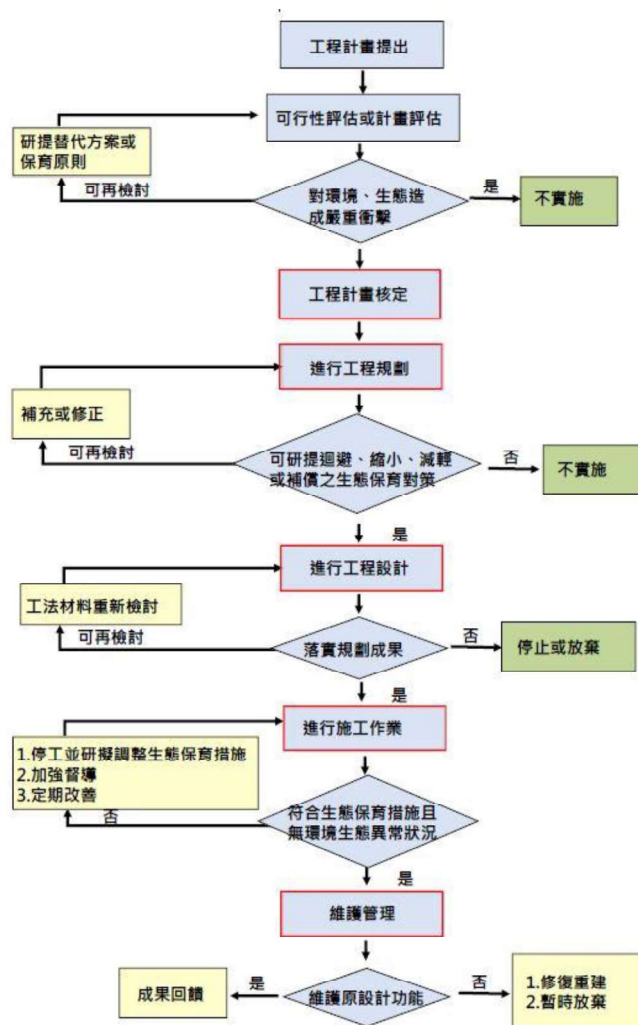 工程計畫提出
可行性評估或計畫評估
研提替代方案或
保育原則
可再檢討
對環境、生態造
成嚴重衝擊
是
不實施
工程計畫核定
進行工程規劃
補充或修正
可再檢討
可研提迴避、縮小、減輕
或補償之生態保育對策
否
不實施
是
進行工程設計
工法材料重新檢討
可再檢討
落實規劃成果
否
停止或放棄
是
進行施工作業
1.停工並研擬調整生態保育措施
2.加強督導
3.定期改善
否
符合生態保育措施且
無環境生態異常狀況
是
維護管理
成果回饋
是
維護原設計功能
否
1.修復重建
2.暫時放棄